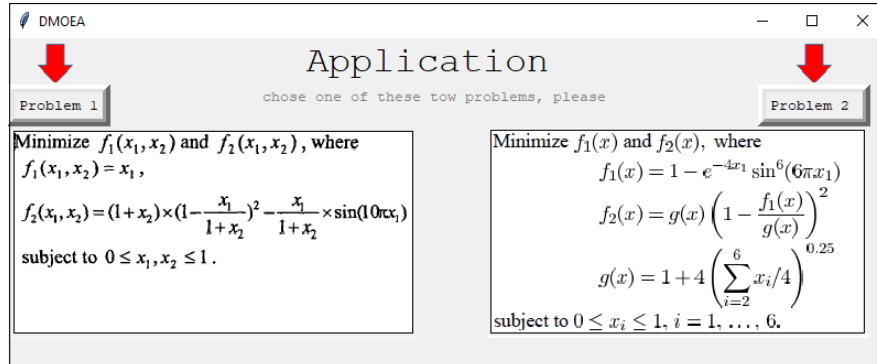 DMOEA
Application
chose one of these tow problems, please
Problem 1
Problem 2
Minimize f₁(x₁,x₂) and f₂(x₁,x₂), where
f₁(x₁,x₂) = x₁,
f₂(x₁,x₂) = (1+x₂)×(1-x₁/(1+x₂))²-x₁/(1+x₂)×sin(10πx₁)
subject to 0 ≤ x₁,x₂ ≤ 1.
Minimize f₁(x) and f₂(x), where
f₁(x) = 1 − e^(−4x₁) sin⁶(6πx₁)
f₂(x) = g(x) (1 − f₁(x)/g(x))²
g(x) = 1 + 4 (∑_{i=2}^{6} xᵢ/4)^0.25
subject to 0 ≤ xᵢ ≤ 1, i = 1, …, 6.